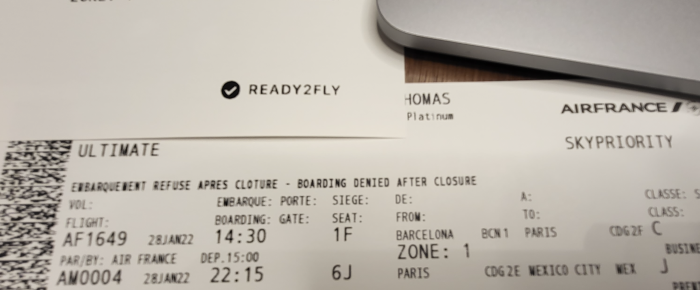 READY2FLY
HOMAS
Platinum
AIRFRANCE
ULTIMATE
SKYPRIORITY
EMBARQUEMENT REFUSE APRES CLOTURE - BOARDING DENIED AFTER CLOSURE
VOL: EMBARQUE: PORTE: SIEGE: DE: A: CLASSE: S
FLIGHT: BOARDING: GATE: SEAT: FROM: TO: CLASS:
AF1649 28JAN22 14:30 1F BARCELONA BCN 1 PARIS CDG2F C
PAR/BY: AIR FRANCE DEP.15:00 ZONE: 1 BUSINE
AM0004 28JAN22 22:15 6J PARIS CDG2E MEXICO CITY MEX J